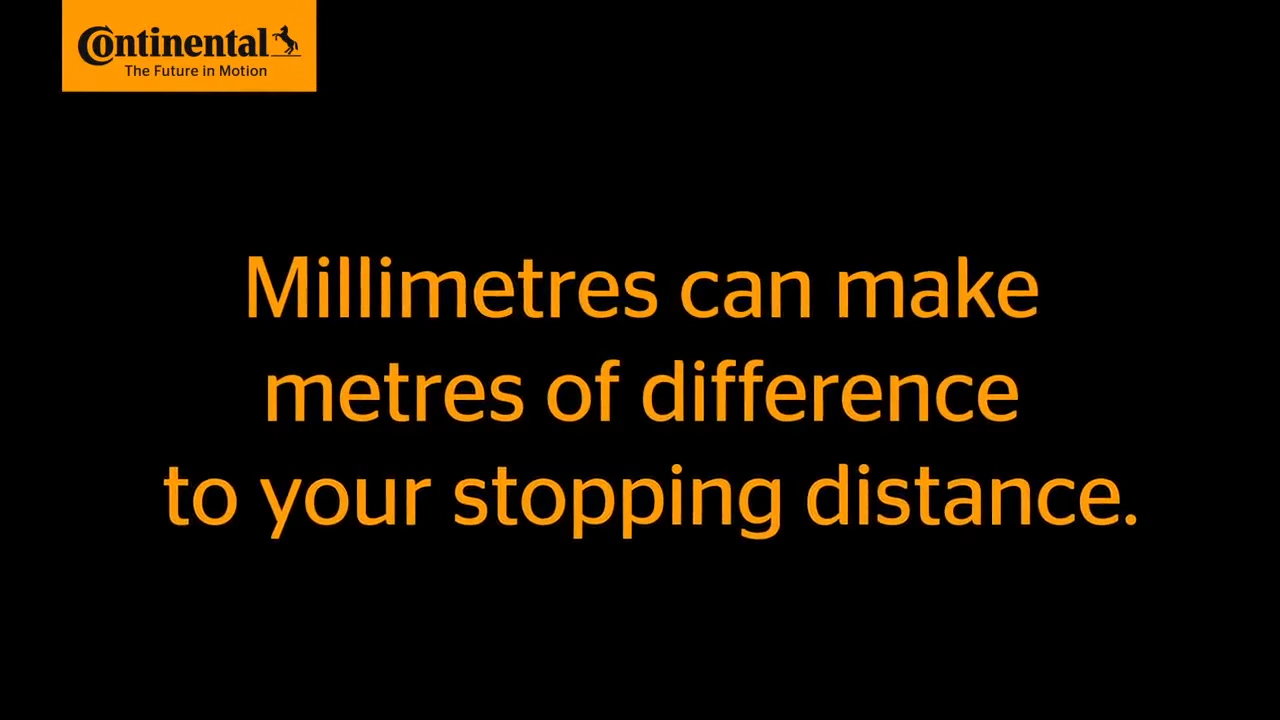 Continental
The Future in Motion
Millimetres can make
metres of difference
to your stopping distance.